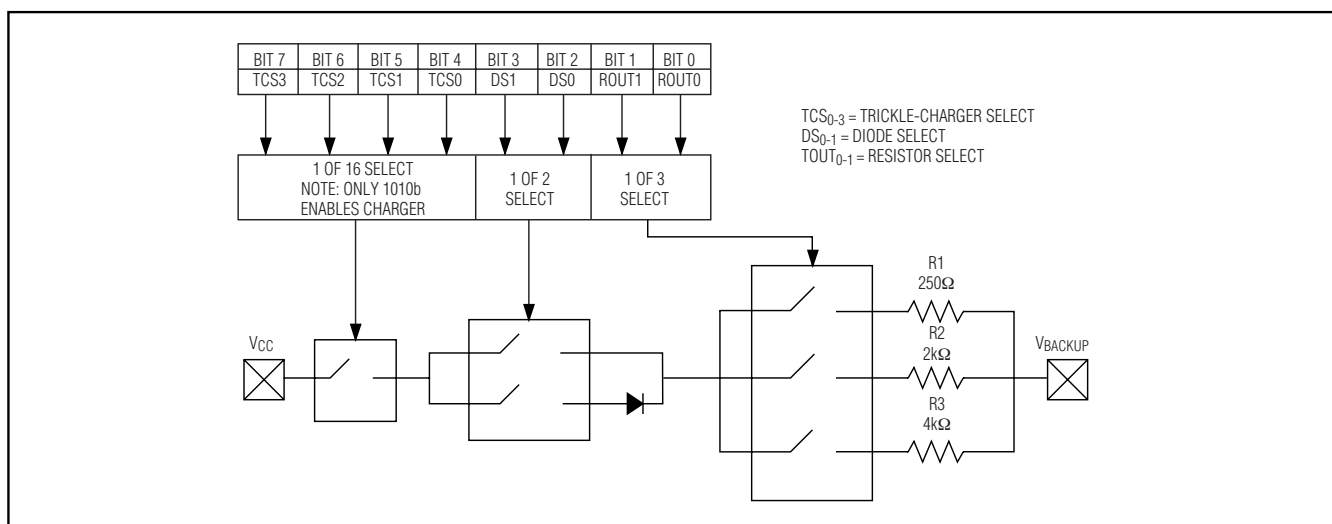 BIT 7 BIT 6 BIT 5 BIT 4 BIT 3 BIT 2 BIT 1 BIT 0
TCS3 TCS2 TCS1 TCS0 DS1 DS0 ROUT1 ROUT0
TCS0-3 = TRICKLE-CHARGER SELECT
DS0-1 = DIODE SELECT
TOUT0-1 = RESISTOR SELECT
1 OF 16 SELECT
NOTE: ONLY 1010b
ENABLES CHARGER
1 OF 2
SELECT
1 OF 3
SELECT
R1
250Ω
VCC
R2
2kΩ
VBACKUP
R3
4kΩ